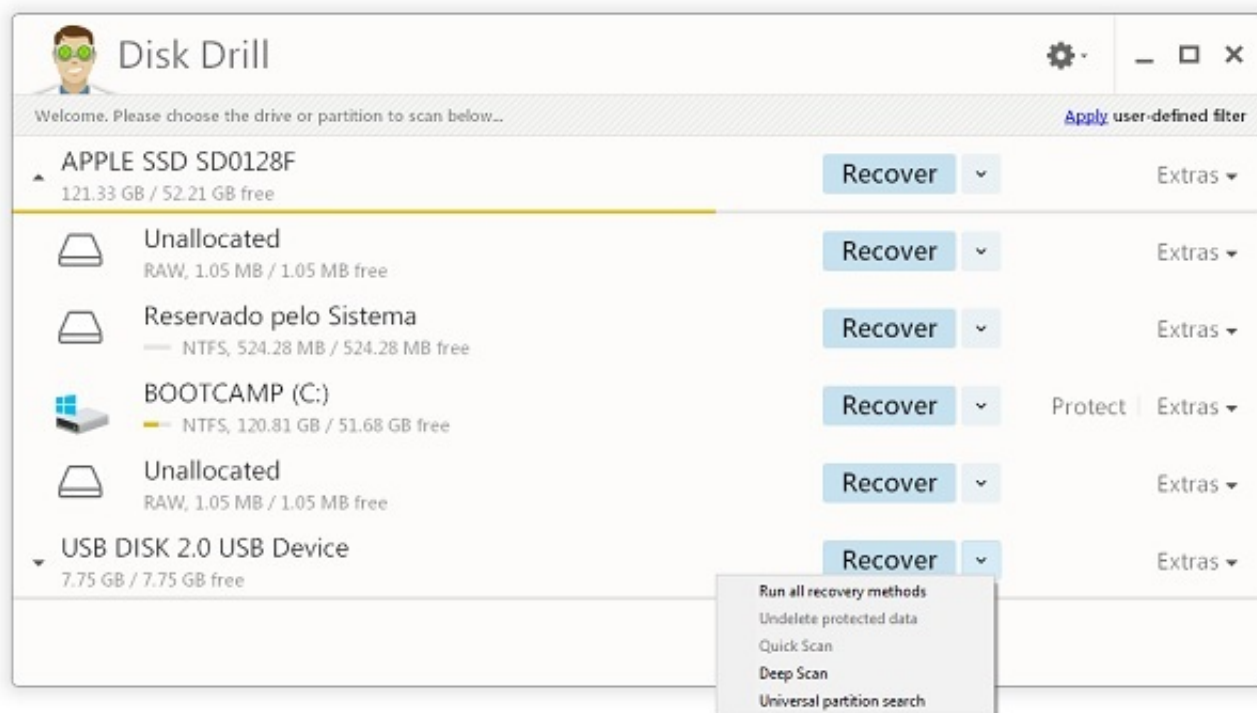 Disk Drill
Welcome. Please choose the drive or partition to scan below...
Apply user-defined filter
APPLE SSD SD0128F
121.33 GB / 52.21 GB free
Recover
Extras
Unallocated
RAW, 1.05 MB / 1.05 MB free
Recover
Extras
Reservado pelo Sistema
NTFS, 524.28 MB / 524.28 MB free
Recover
Extras
BOOTCAMP (C:)
NTFS, 120.81 GB / 51.68 GB free
Recover
Protect
Extras
Unallocated
RAW, 1.05 MB / 1.05 MB free
Recover
Extras
USB DISK 2.0 USB Device
7.75 GB / 7.75 GB free
Recover
Extras
Run all recovery methods
Undelete protected data
Quick Scan
Deep Scan
Universal partition search